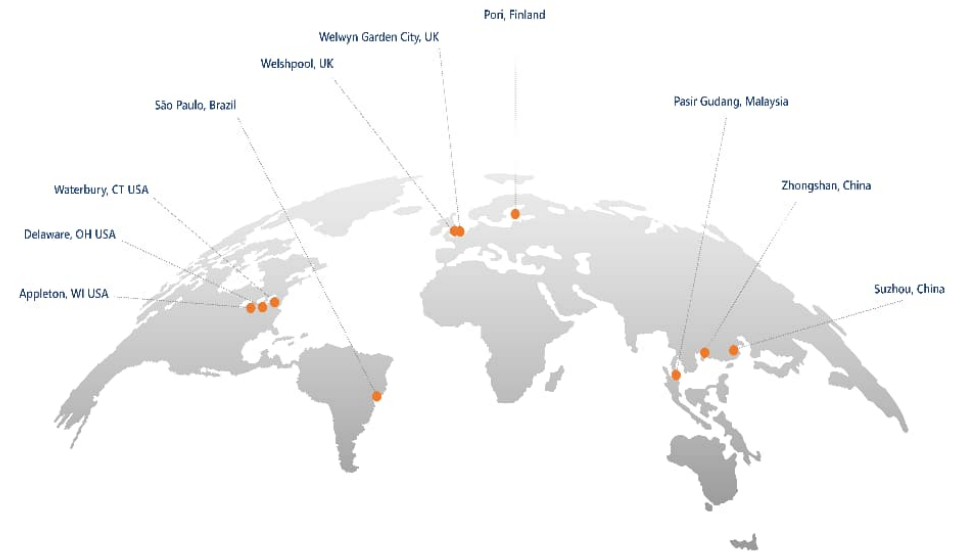 Pori, Finland
Welwyn Garden City, UK
Welshpool, UK
São Paulo, Brazil
Pasir Gudang, Malaysia
Waterbury, CT USA
Zhongshan, China
Delaware, OH USA
Appleton, WI USA
Suzhou, China